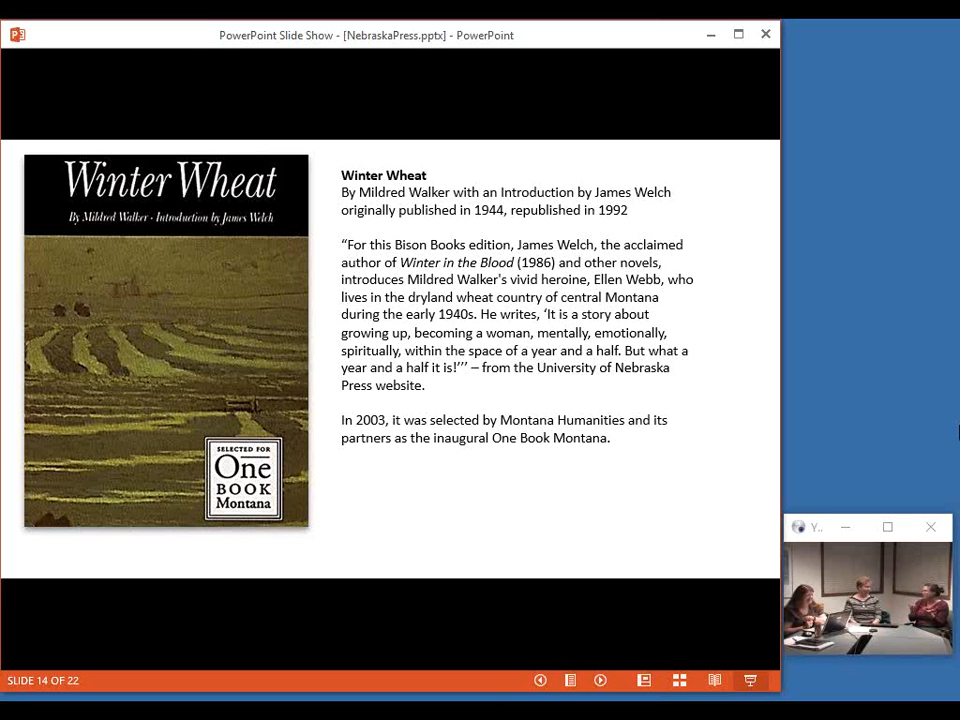 PowerPoint Slide Show - [NebraskaPress.pptx] - PowerPoint
Winter Wheat
By Mildred Walker · Introduction by James Welch
SELECTED FOR
One
BOOK
Montana
Winter Wheat
By Mildred Walker with an Introduction by James Welch
originally published in 1944, republished in 1992
“For this Bison Books edition, James Welch, the acclaimed
author of Winter in the Blood (1986) and other novels,
introduces Mildred Walker's vivid heroine, Ellen Webb, who
lives in the dryland wheat country of central Montana
during the early 1940s. He writes, ‘It is a story about
growing up, becoming a woman, mentally, emotionally,
spiritually, within the space of a year and a half. But what a
year and a half it is!’’’ – from the University of Nebraska
Press website.
In 2003, it was selected by Montana Humanities and its
partners as the inaugural One Book Montana.
Y..
SLIDE 14 OF 22